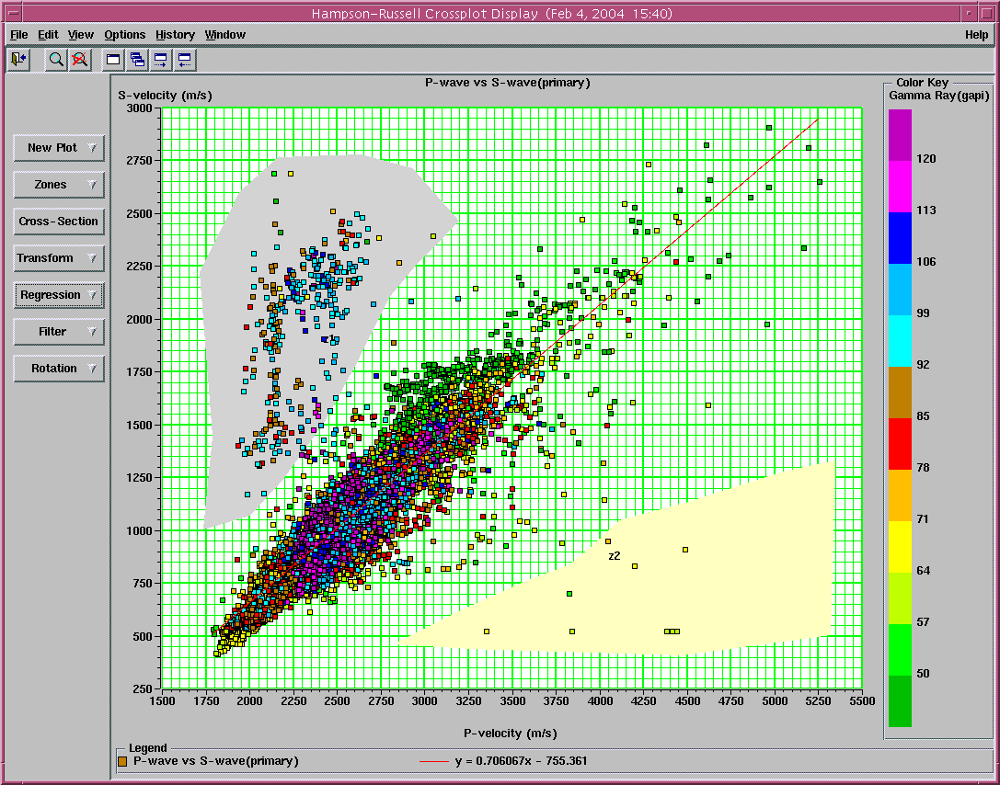 Hampson-Russell Crossplot Display (Feb 4, 2004 15:40)
File Edit View Options History Window Help
P-wave vs S-wave(primary)
Color Key
S-velocity (m/s)
Gamma Ray(gapi)
New Plot
Zones
Cross-Section
Transform
Regression
Filter
Rotation
3000
2750
2500
2250
2000
1750
1500
1250
1000
750
500
250
z2
1500 1750 2000 2250 2500 2750 3000 3250 3500 3750 4000 4250 4500 4750 5000 5250 5500
P-velocity (m/s)
120
113
106
99
92
85
78
71
64
57
50
Legend
P-wave vs S-wave(primary) y = 0.706067x - 755.361